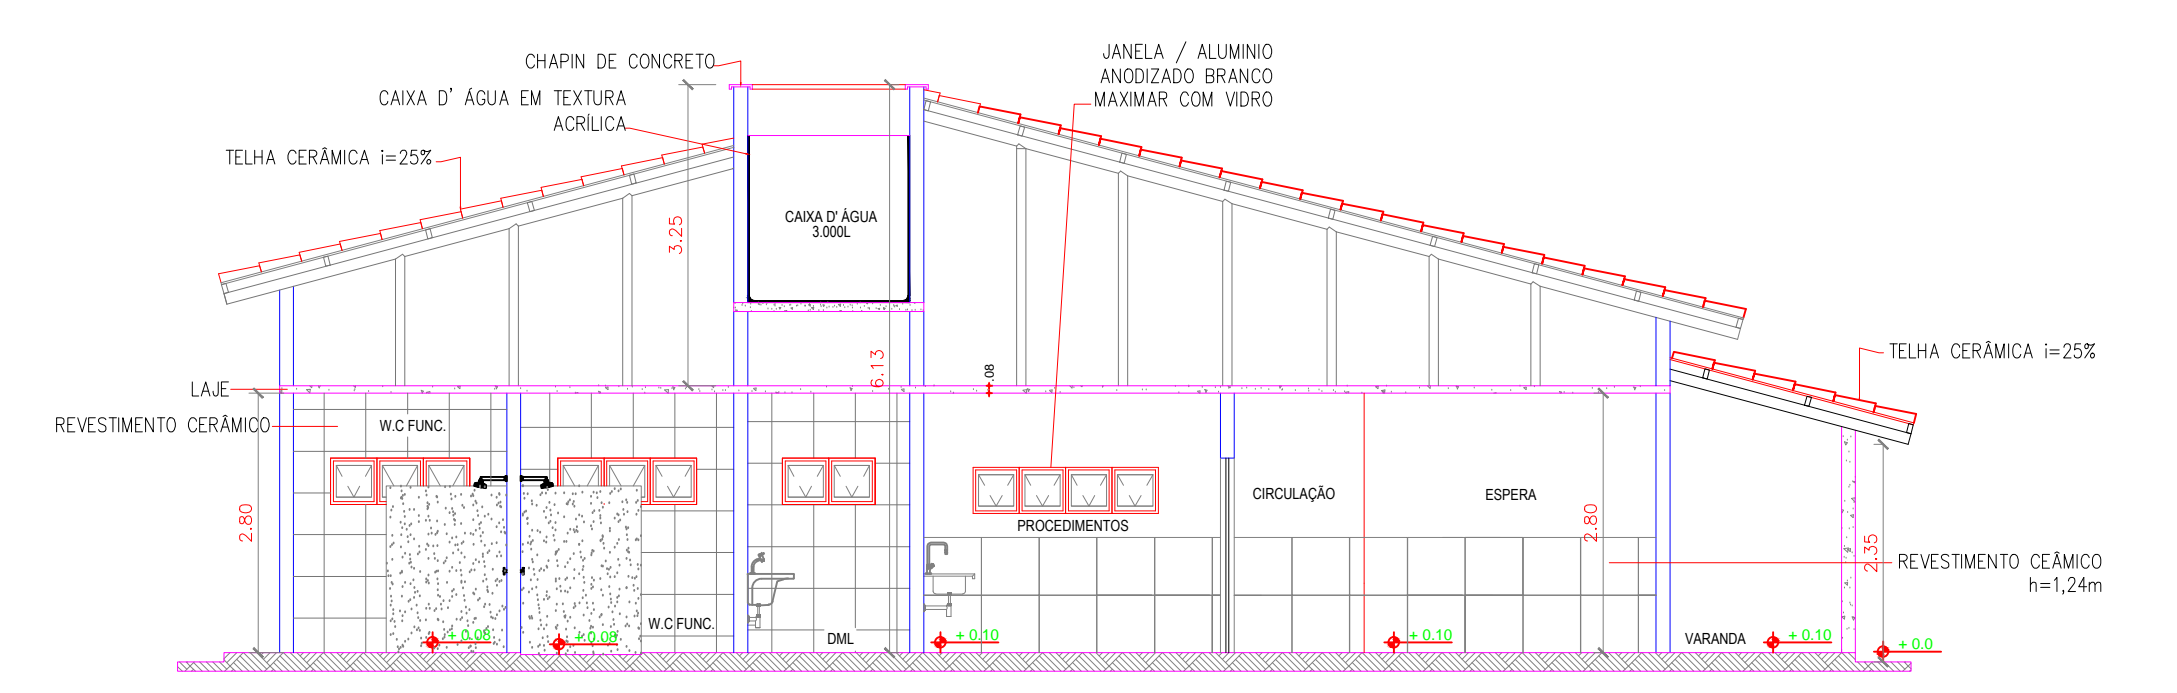 JANELA / ALUMINIO
ANODIZADO BRANCO
MAXIMAR COM VIDRO
CHAPIN DE CONCRETO
CAIXA D' ÁGUA EM TEXTURA
ACRÍLICA
TELHA CERÂMICA i=25%
CAIXA D' ÁGUA
3.000L
3.25
6.13
.08
TELHA CERÂMICA i=25%
LAJE
REVESTIMENTO CERÂMICO
W.C FUNC.
2.80
CIRCULAÇÃO
ESPERA
PROCEDIMENTOS
2.80
2.35
REVESTIMENTO CEÂMICO
h=1,24m
W.C FUNC.
DML
VARANDA
+ 0.08
+ 0.08
+ 0.10
+ 0.10
+ 0.10
+ 0.0